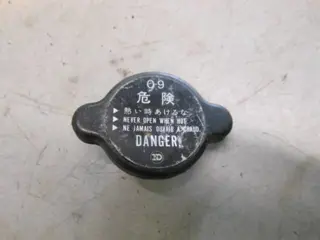 0.9
危険
▶ 熱い時あけるな
▶ NEVER OPEN WHEN HOT
▶ NE JAMAIS OUVRIR A CHAUD
DANGER